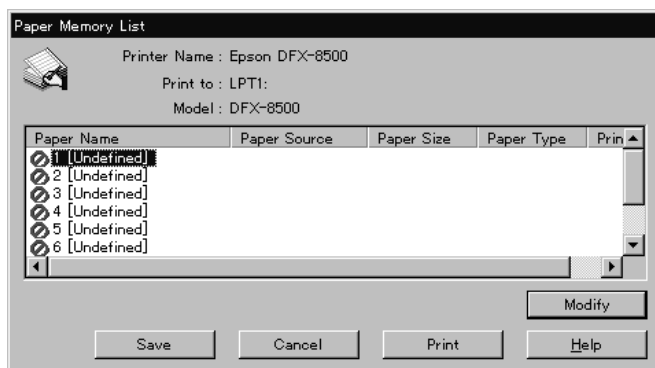 Paper Memory List
Printer Name : Epson DFX-8500
Print to : LPT1:
Model : DFX-8500
Paper Name Paper Source Paper Size Paper Type Prin
1 [Undefined]
2 [Undefined]
3 [Undefined]
4 [Undefined]
5 [Undefined]
6 [Undefined]
Modify
Save Cancel Print Help